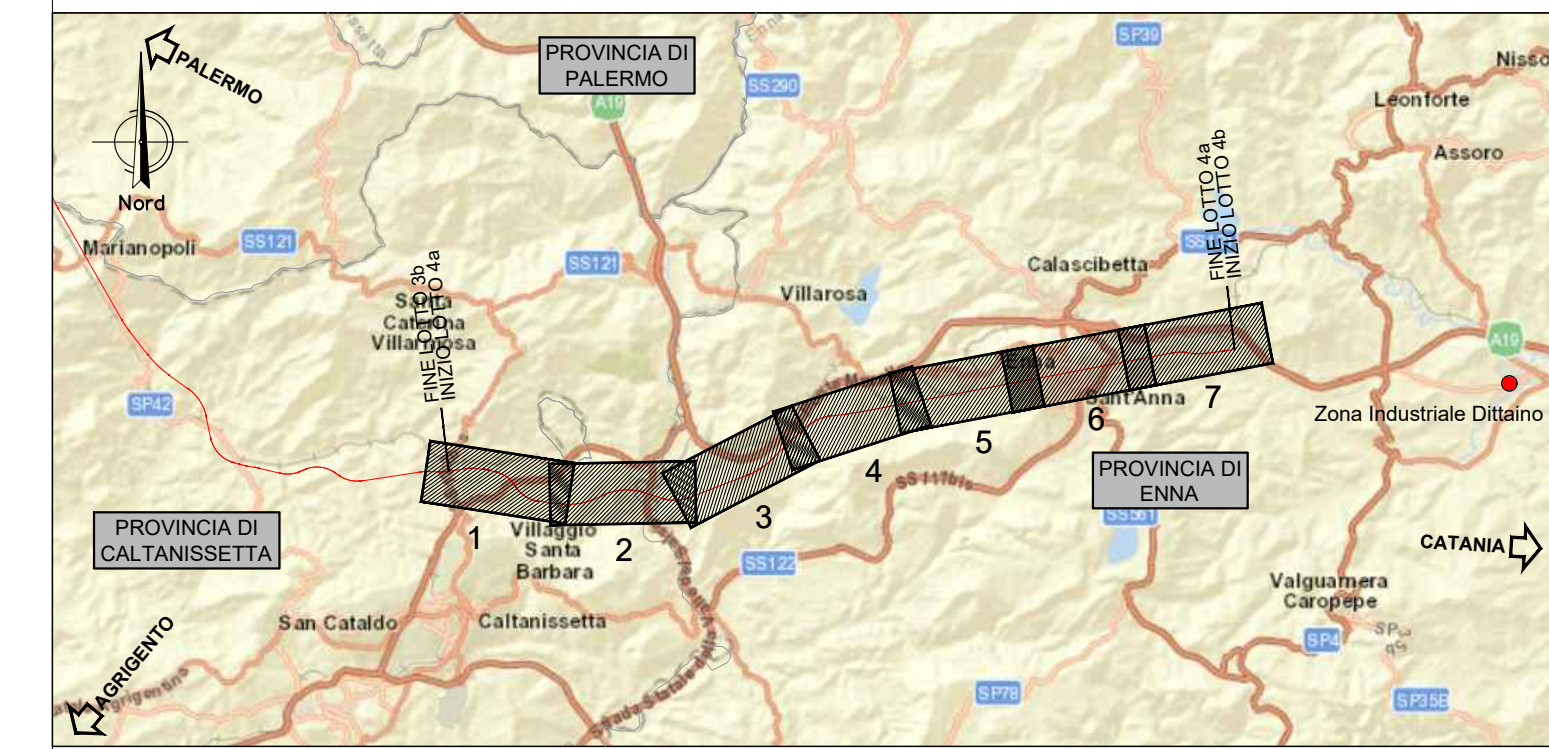 PALERMO
Nord
Marianopoli
SS121
PROVINCIA DI
PALERMO
A19
SS290
SP39
Nisso
Leonforte
Assoro
SS121
Santa
Caterina
Villarmosa
FINE LOTTO 3b
INIZIO LOTTO 4a
Villarosa
Calascibetta
FINE LOTTO 4a
INIZIO LOTTO 4b
A19
SP42
Enna
Sant'Anna
Zona Industriale Dittaino
1
2
3
4
5
6
7
PROVINCIA DI
CALTANISSETTA
Villaggio
Santa
Barbara
SS117bis
PROVINCIA DI
ENNA
SS561
SS122
CATANIA
San Cataldo
Caltanissetta
Valguarnera
Caropepe
SP4
AGRIGENTO
SP78
SP35B